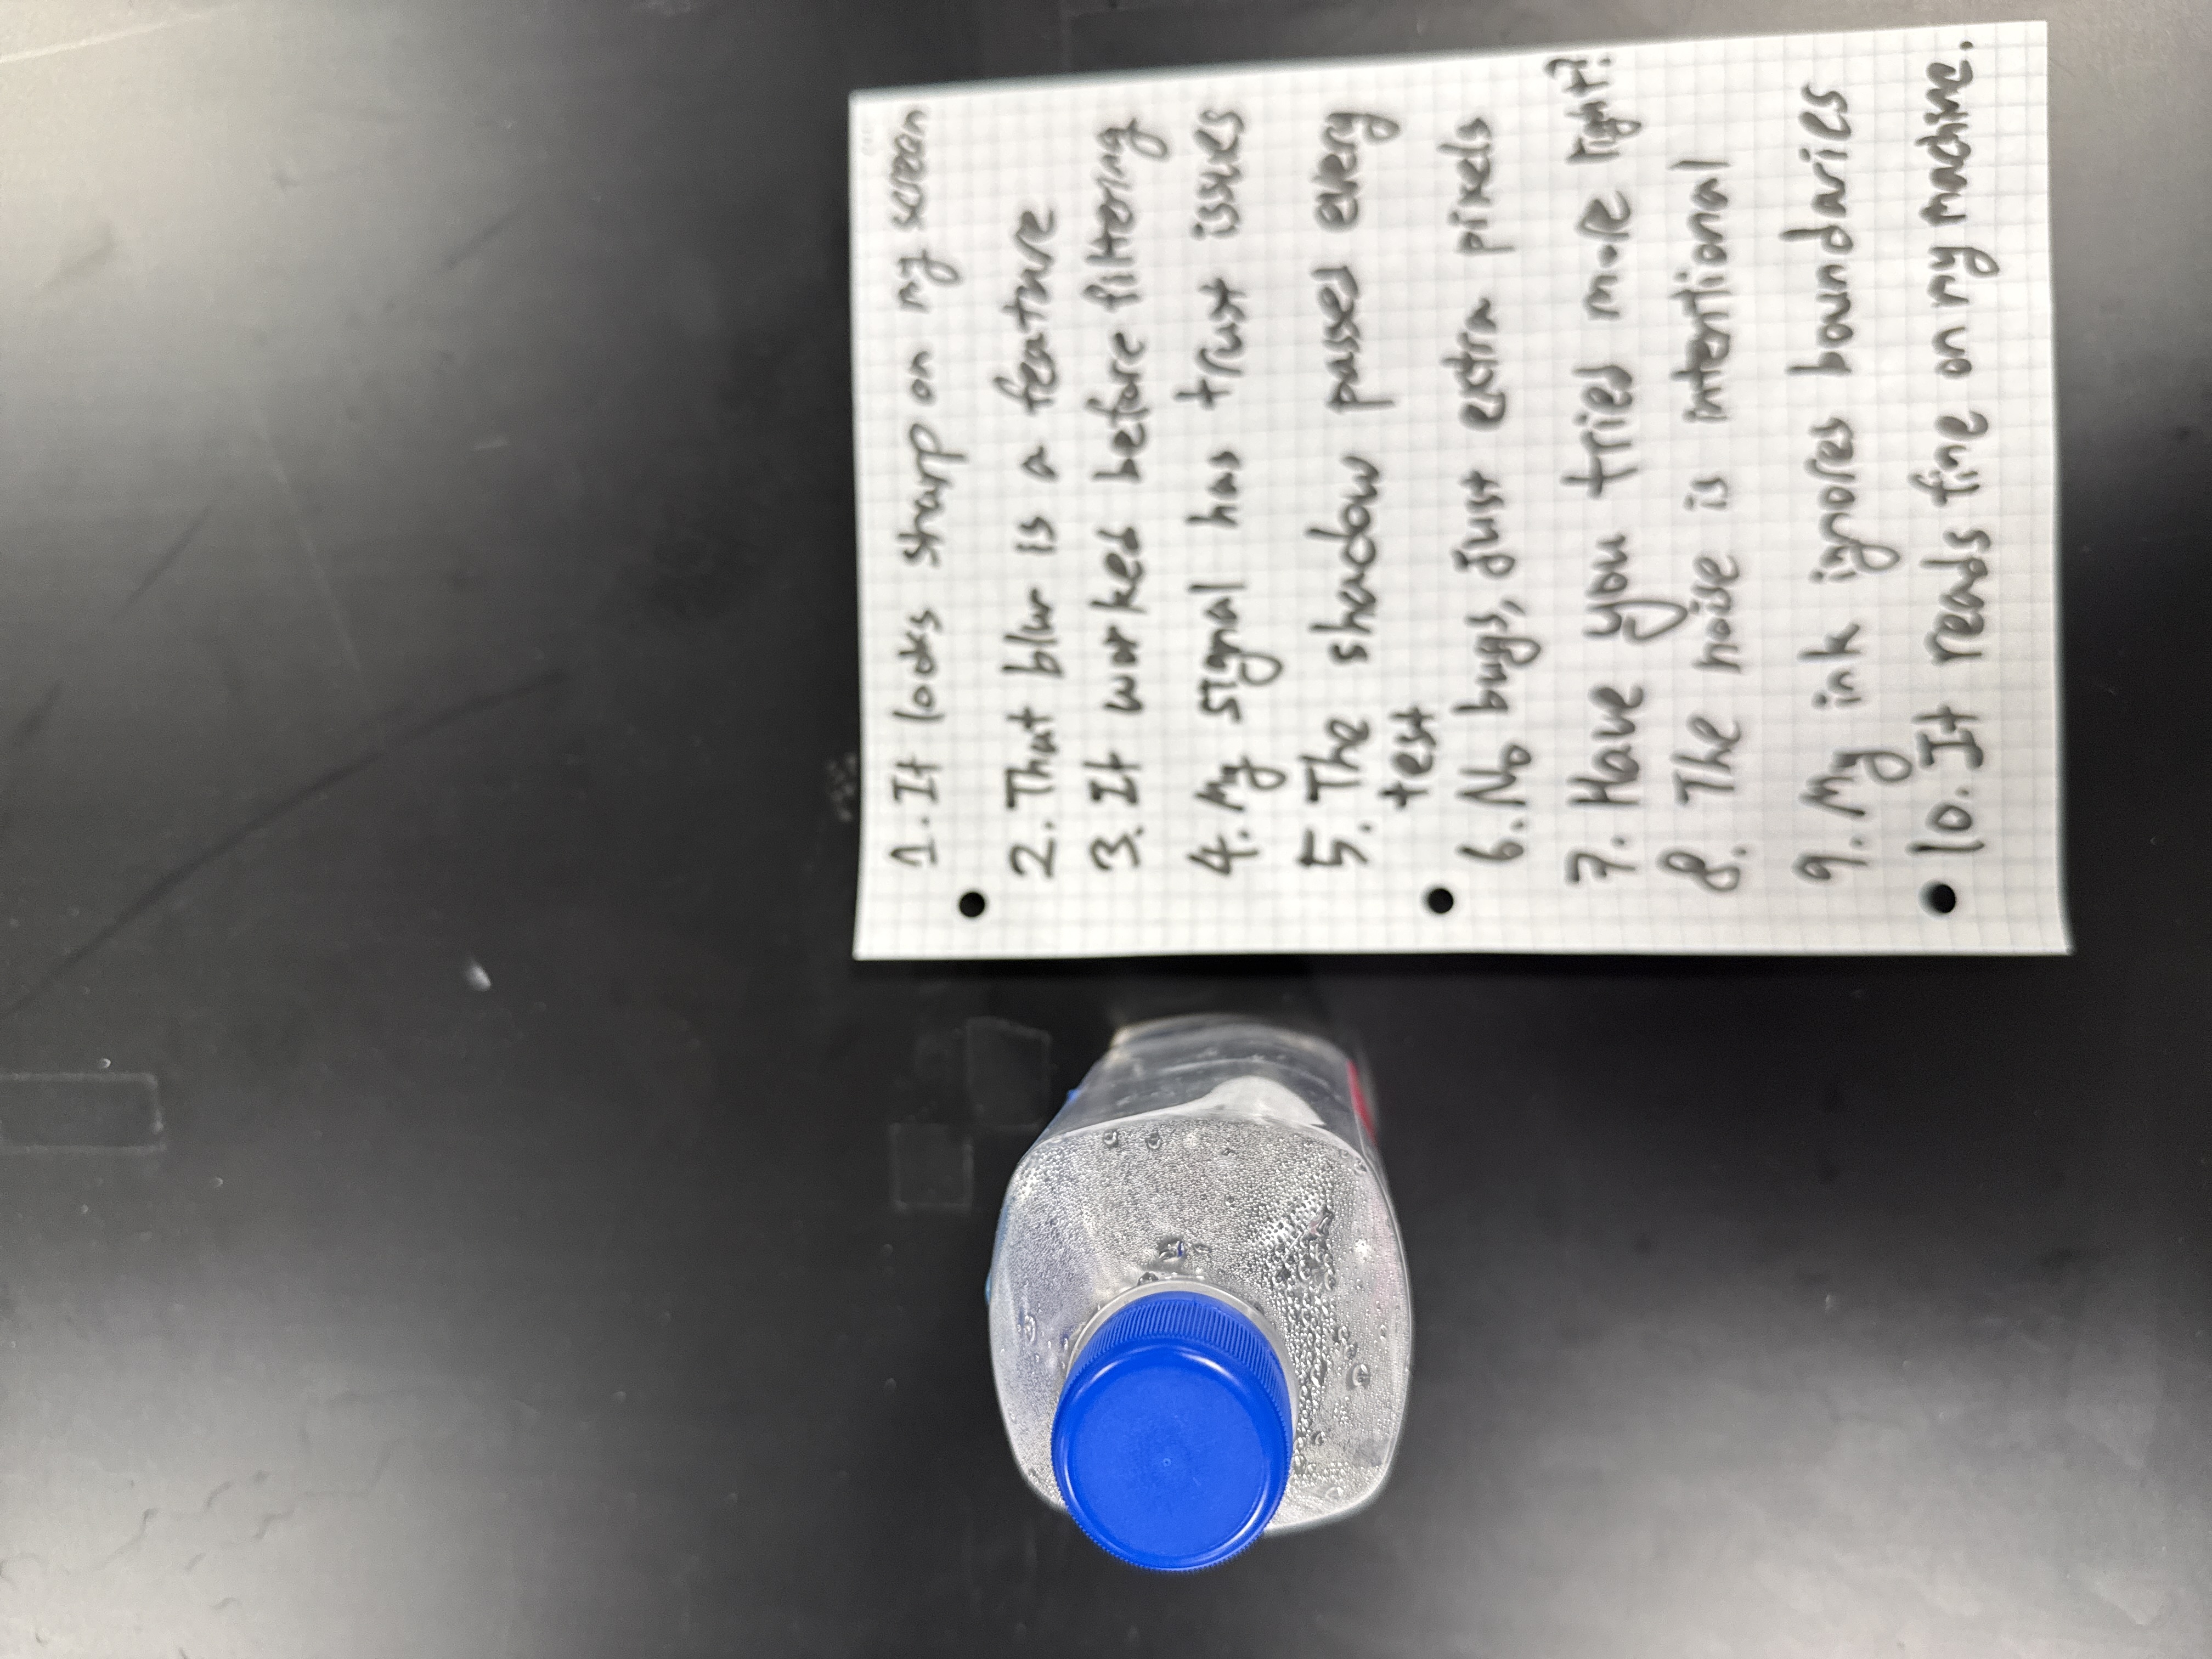 1. It looks sharp on my screen
2. That blur is a feature
3. It worked before filtering
4. My signal has trust issues
5. The shadow passed every
test
6. No bugs, just extra pixels
7. Have you tried more right?
8. The noise is intentional
9. My ink ignores boundaries
10. It reads fine on my machine.